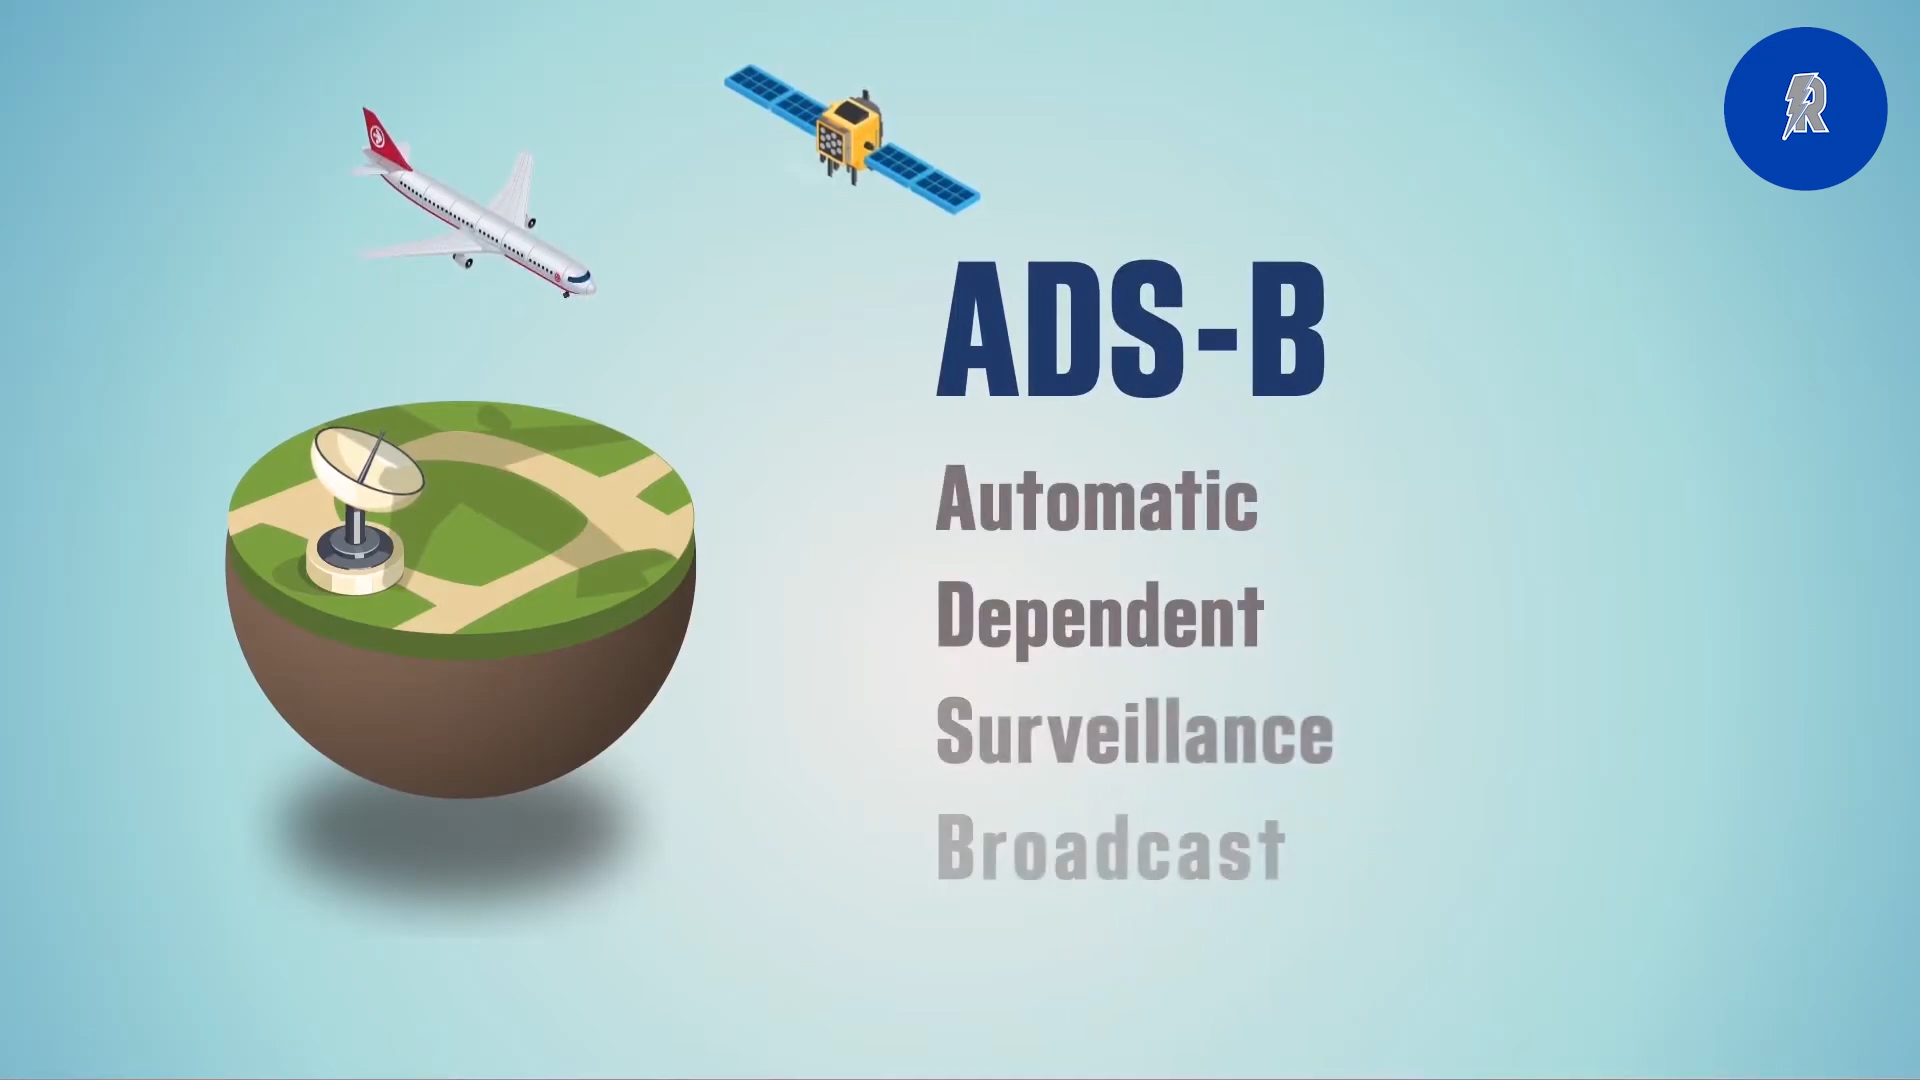 R
ADS-B
Automatic
Dependent
Surveillance
Broadcast